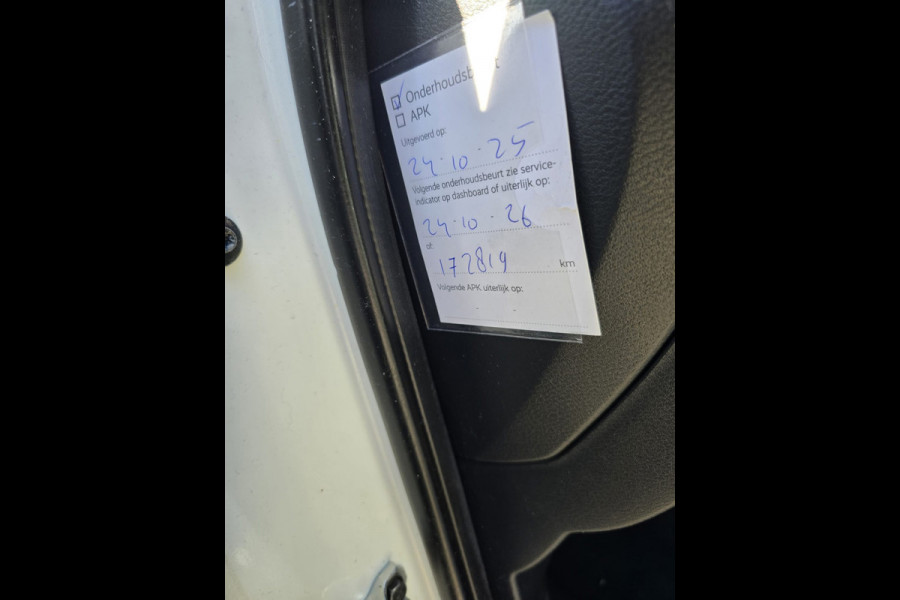 Onderhoudsbeurt
APK
Uitgevoerd op:
24·10·25
Volgende onderhoudsbeurt zie service-
indicator op dashboard of uiterlijk op:
24·10·26
of:
172819 km
Volgende APK uiterlijk op: